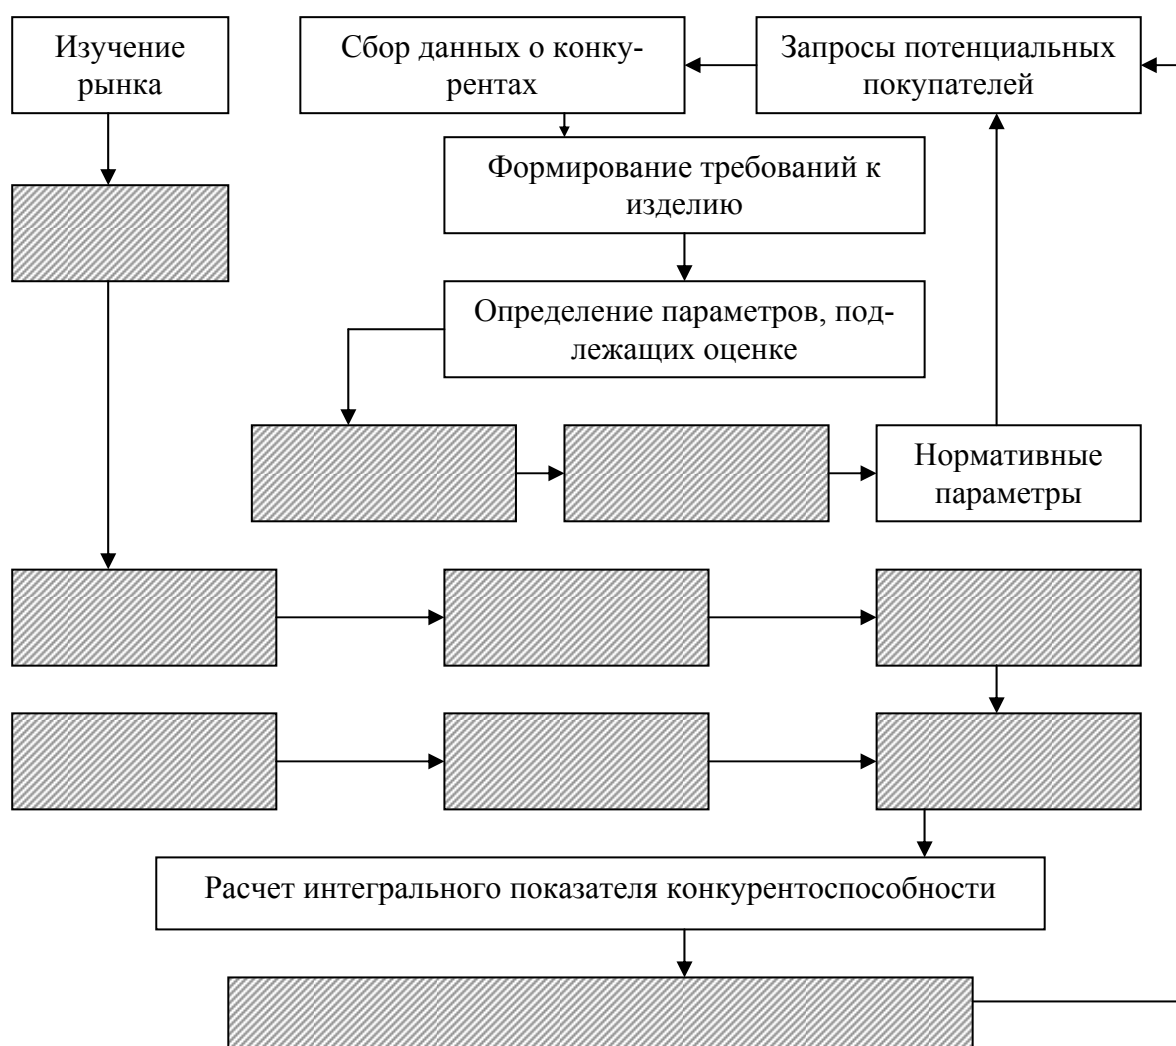 Изучение
рынка
Сбор данных о конку-
рентах
Запросы потенциальных
покупателей
Формирование требований к
изделию
Определение параметров, под-
лежащих оценке
Нормативные
параметры
Расчет интегрального показателя конкурентоспособности